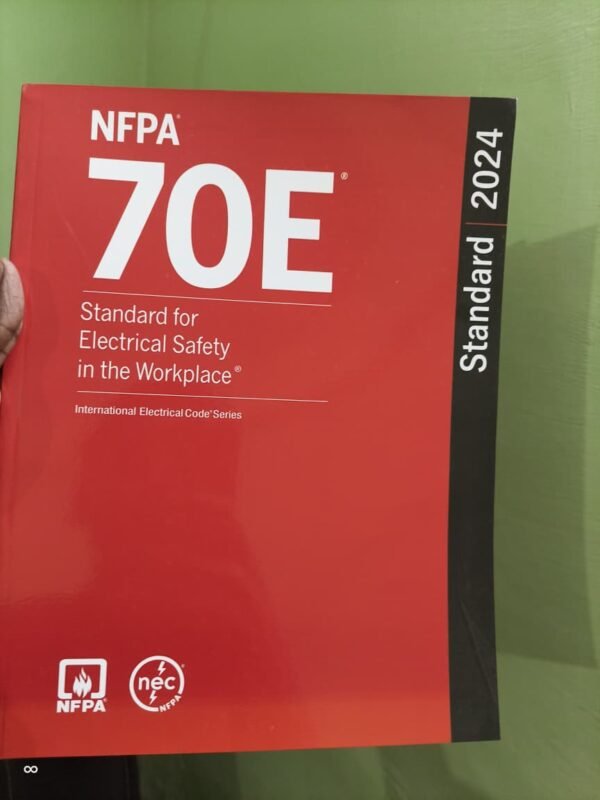 NFPA®
70E®
Standard for
Electrical Safety
in the Workplace®
International Electrical Code® Series
Standard | 2024
NFPA
nec®
NFPA